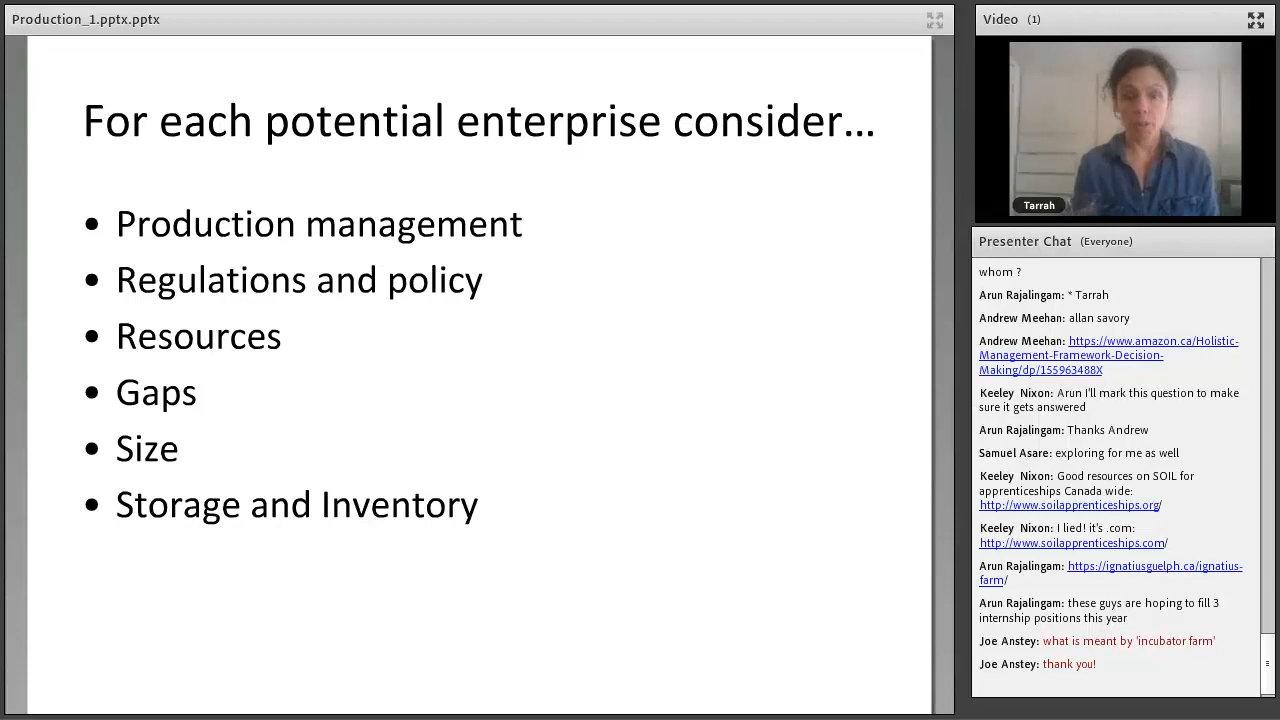 Production_1.pptx.pptx
For each potential enterprise consider...
• Production management
• Regulations and policy
• Resources
• Gaps
• Size
• Storage and Inventory
Video (1)
Tarrah
Presenter Chat (Everyone)
whom ?
Arun Rajalingam: * Tarrah
Andrew Meehan: allan savory
Andrew Meehan: https://www.amazon.ca/Holistic-
Management-Framework-Decision-
Making/dp/155963488X
Keeley Nixon: Arun I'll mark this question to make
sure it gets answered
Arun Rajalingam: Thanks Andrew
Samuel Asare: exploring for me as well
Keeley Nixon: Good resources on SOIL for
apprenticeships Canada wide:
http://www.soilapprenticeships.org/
Keeley Nixon: I lied! it's .com:
http://www.soilapprenticeships.com/
Arun Rajalingam: https://ignatiusguelph.ca/ignatius-
farm/
Arun Rajalingam: these guys are hoping to fill 3
internship positions this year
Joe Anstey: what is meant by 'incubator farm'
Joe Anstey: thank you!